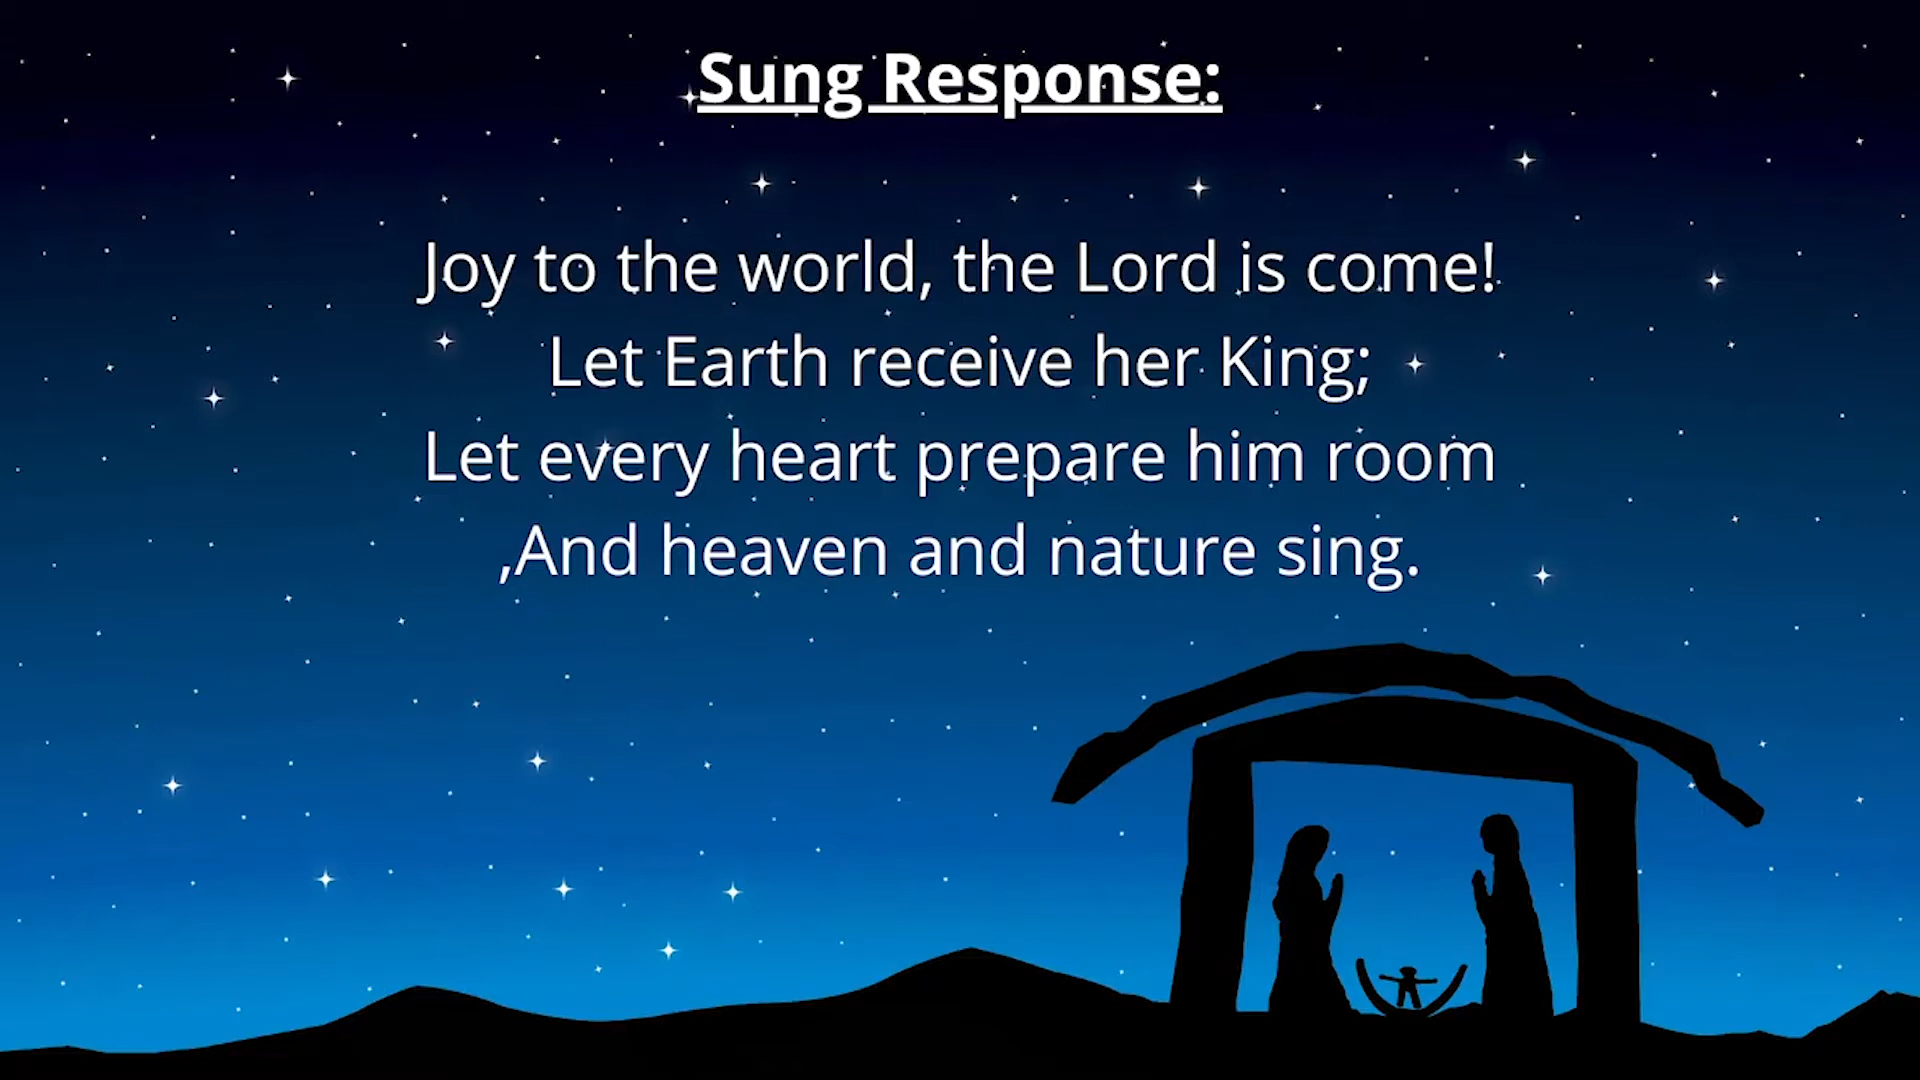 Sung Response:
Joy to the world, the Lord is come!
Let Earth receive her King;
Let every heart prepare him room
,And heaven and nature sing.